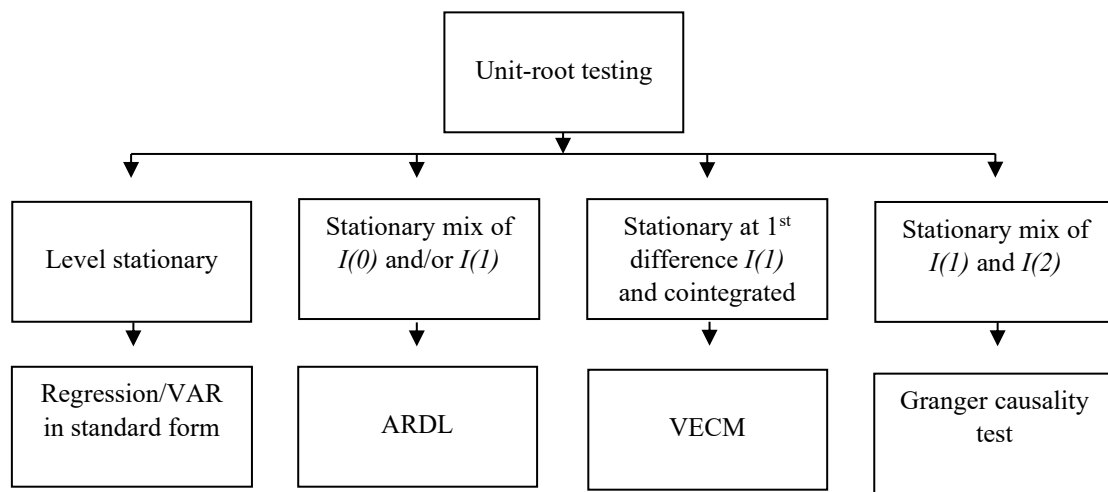 Unit-root testing
Level stationary
Stationary mix of
I(0) and/or I(1)
Stationary at 1st
difference I(1)
and cointegrated
Stationary mix of
I(1) and I(2)
Regression/VAR
in standard form
ARDL
VECM
Granger causality
test